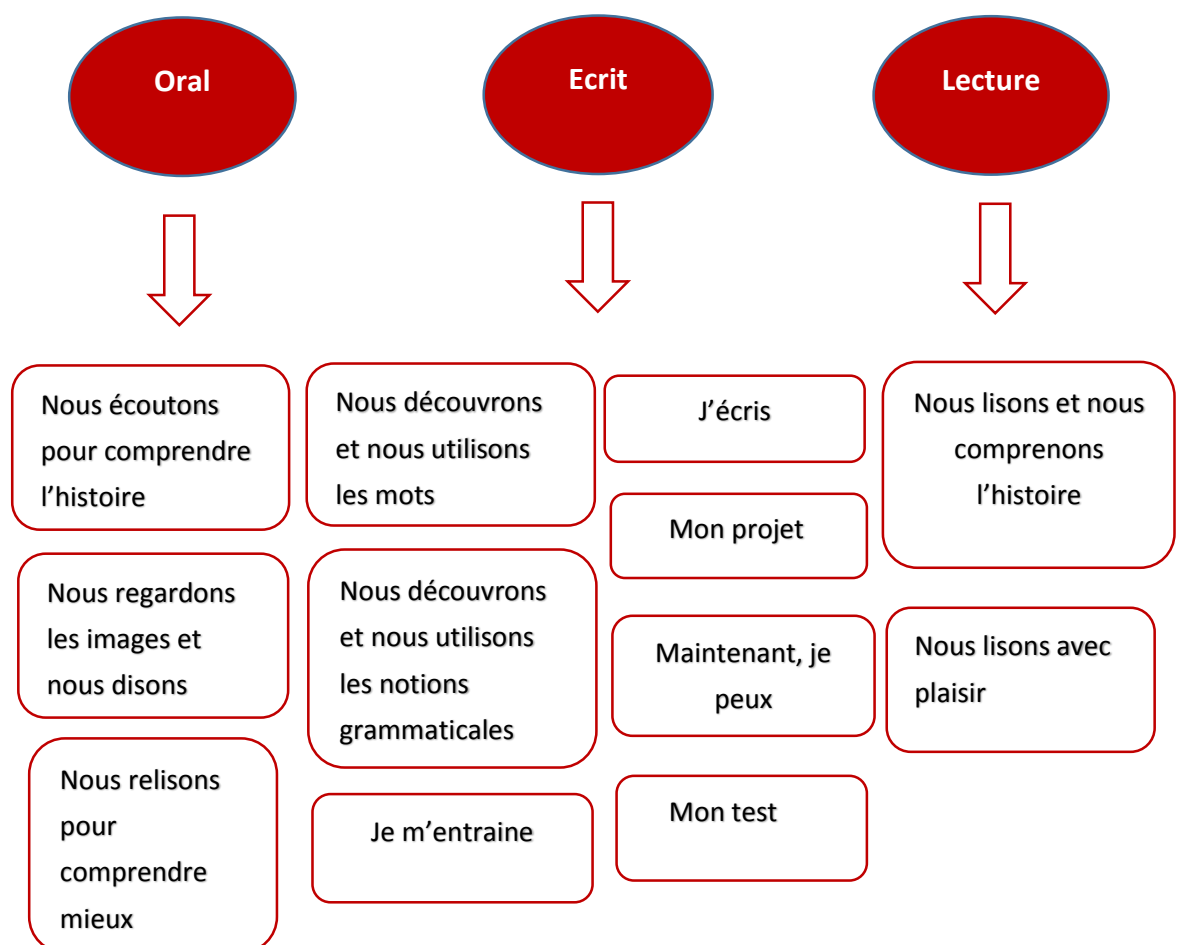 Oral
Ecrit
Lecture
Nous écoutons
pour comprendre
l'histoire
Nous regardons
les images et
nous disons
Nous relisons
pour
comprendre
mieux
Nous découvrons
et nous utilisons
les mots
Nous découvrons
et nous utilisons
les notions
grammaticales
Je m'entraine
J'écris
Mon projet
Maintenant, je
peux
Mon test
Nous lisons et nous
comprenons
l'histoire
Nous lisons avec
plaisir